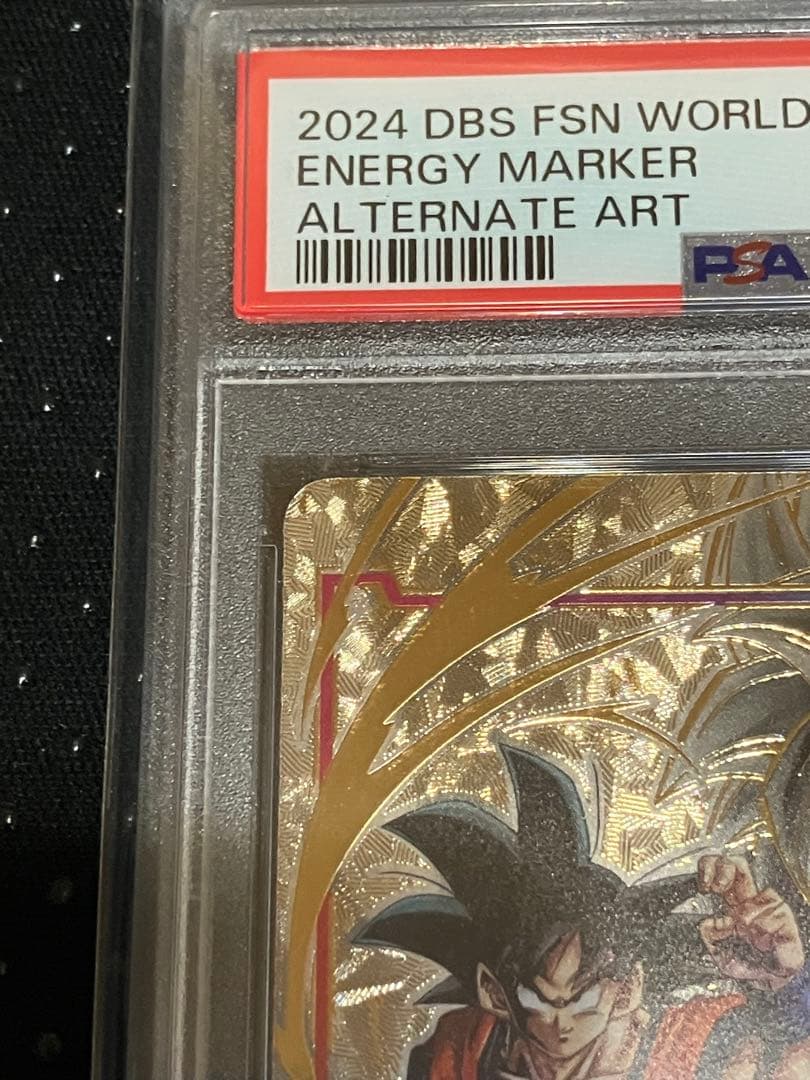 2024 DBS FSN WORLD
ENERGY MARKER
ALTERNATE ART
PSA